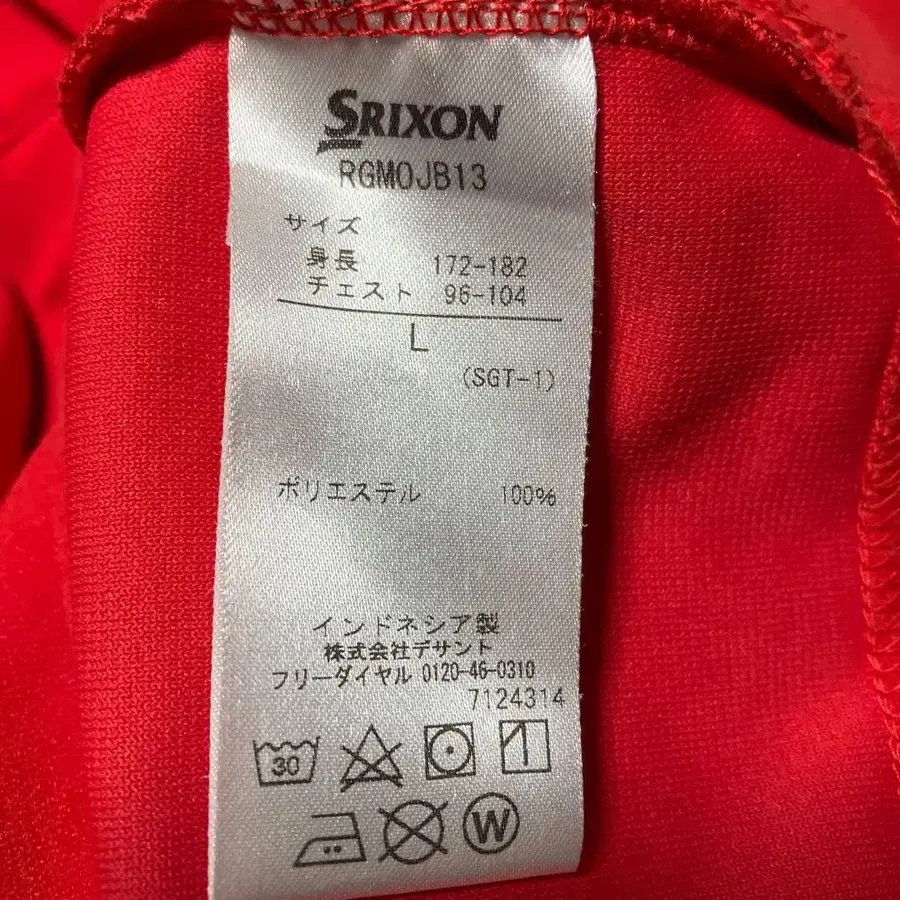 SRIXON
RGM0JB13
サイズ
身長 172-182
チェスト 96-104
L
(SGT-1)
ポリエステル 100%
インドネシア製
株式会社デサント
フリーダイヤル 0120-46-0310
7124314
30
W